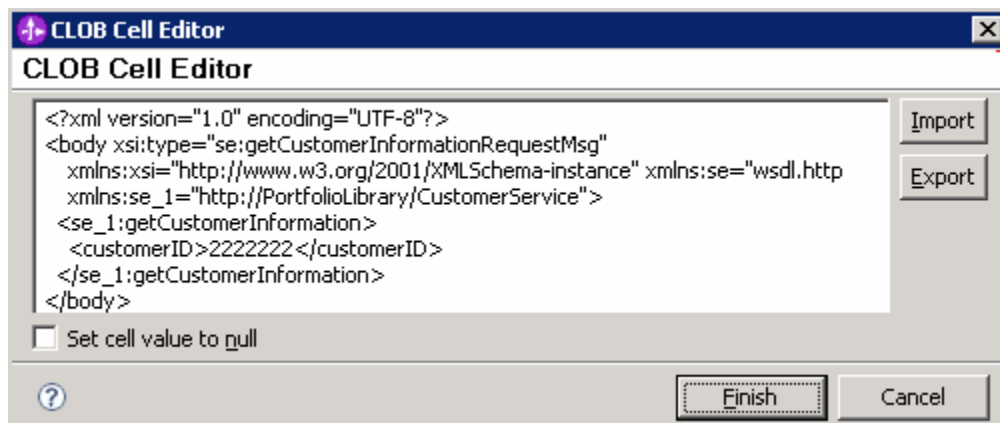 CLOB Cell Editor
CLOB Cell Editor
<?xml version="1.0" encoding="UTF-8"?>
<body xsi:type="se:getCustomerInformationRequestMsg"
xmlns:xsi="http://www.w3.org/2001/XMLSchema-instance" xmlns:se="wsdl.http
xmlns:se_1="http://PortfolioLibrary/CustomerService">
<se_1:getCustomerInformation>
<customerID>2222222</customerID>
</se_1:getCustomerInformation>
</body>
Import
Export
Set cell value to null
Finish Cancel